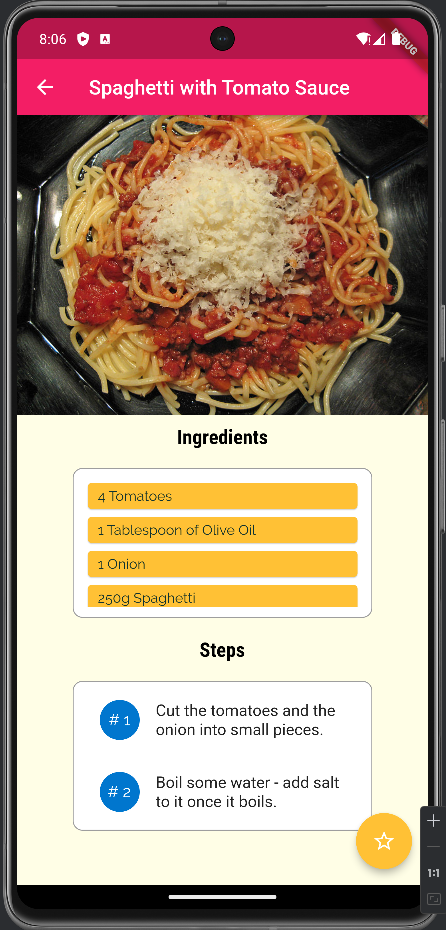 8:06
DEBUG
Spaghetti with Tomato Sauce
Ingredients
4 Tomatoes
1 Tablespoon of Olive Oil
1 Onion
250g Spaghetti
Steps
# 1
Cut the tomatoes and the
onion into small pieces.
# 2
Boil some water - add salt
to it once it boils.
1:1